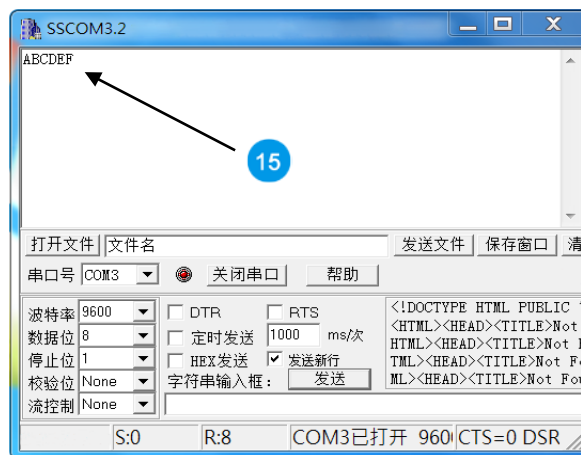 SSCOM3.2
ABCDEF
15
打开文件 文件名 发送文件 保存窗口 清
串口号 COM3 关闭串口 帮助
波特率 9600 DTR RTS
数据位 8 定时发送 1000 ms/次
停止位 1 HEX发送 发送新行
校验位 None 字符串输入框： 发送
流控制 None
<!DOCTYPE HTML PUBLIC
<HTML><HEAD><TITLE>Not
HTML><HEAD><TITLE>Not
TML><HEAD><TITLE>Not Fo
ML><HEAD><TITLE>Not Fou
S:0 R:8 COM3已打开 960 CTS=0 DSR